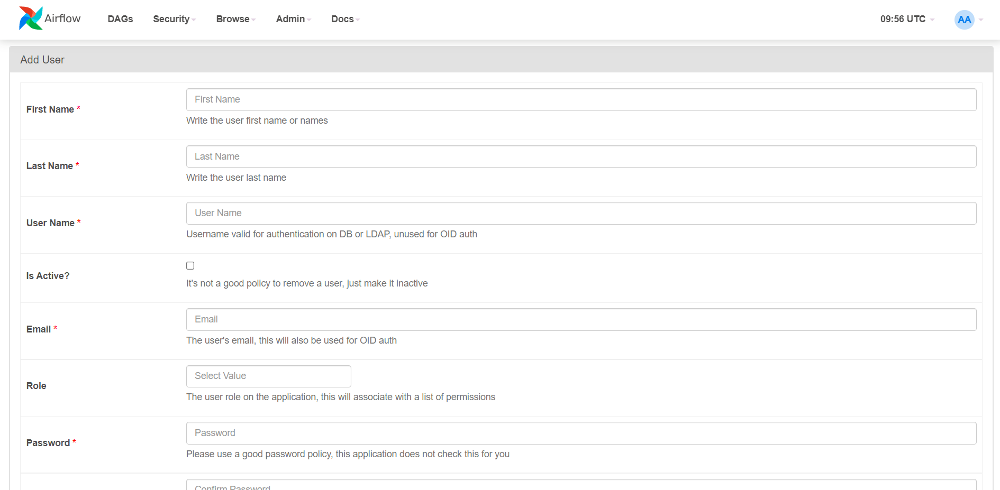 Airflow DAGs Security Browse Admin Docs 09:56 UTC AA
Add User
First Name * First Name
Write the user first name or names
Last Name * Last Name
Write the user last name
User Name * User Name
Username valid for authentication on DB or LDAP, unused for OID auth
Is Active?
It's not a good policy to remove a user, just make it inactive
Email * Email
The user's email, this will also be used for OID auth
Role Select Value
The user role on the application, this will associate with a list of permissions
Password * Password
Please use a good password policy, this application does not check this for you
Confirm Password